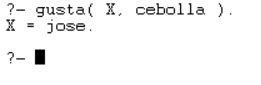 ?- gusta( X, cebolla ).
X = jose.
?-